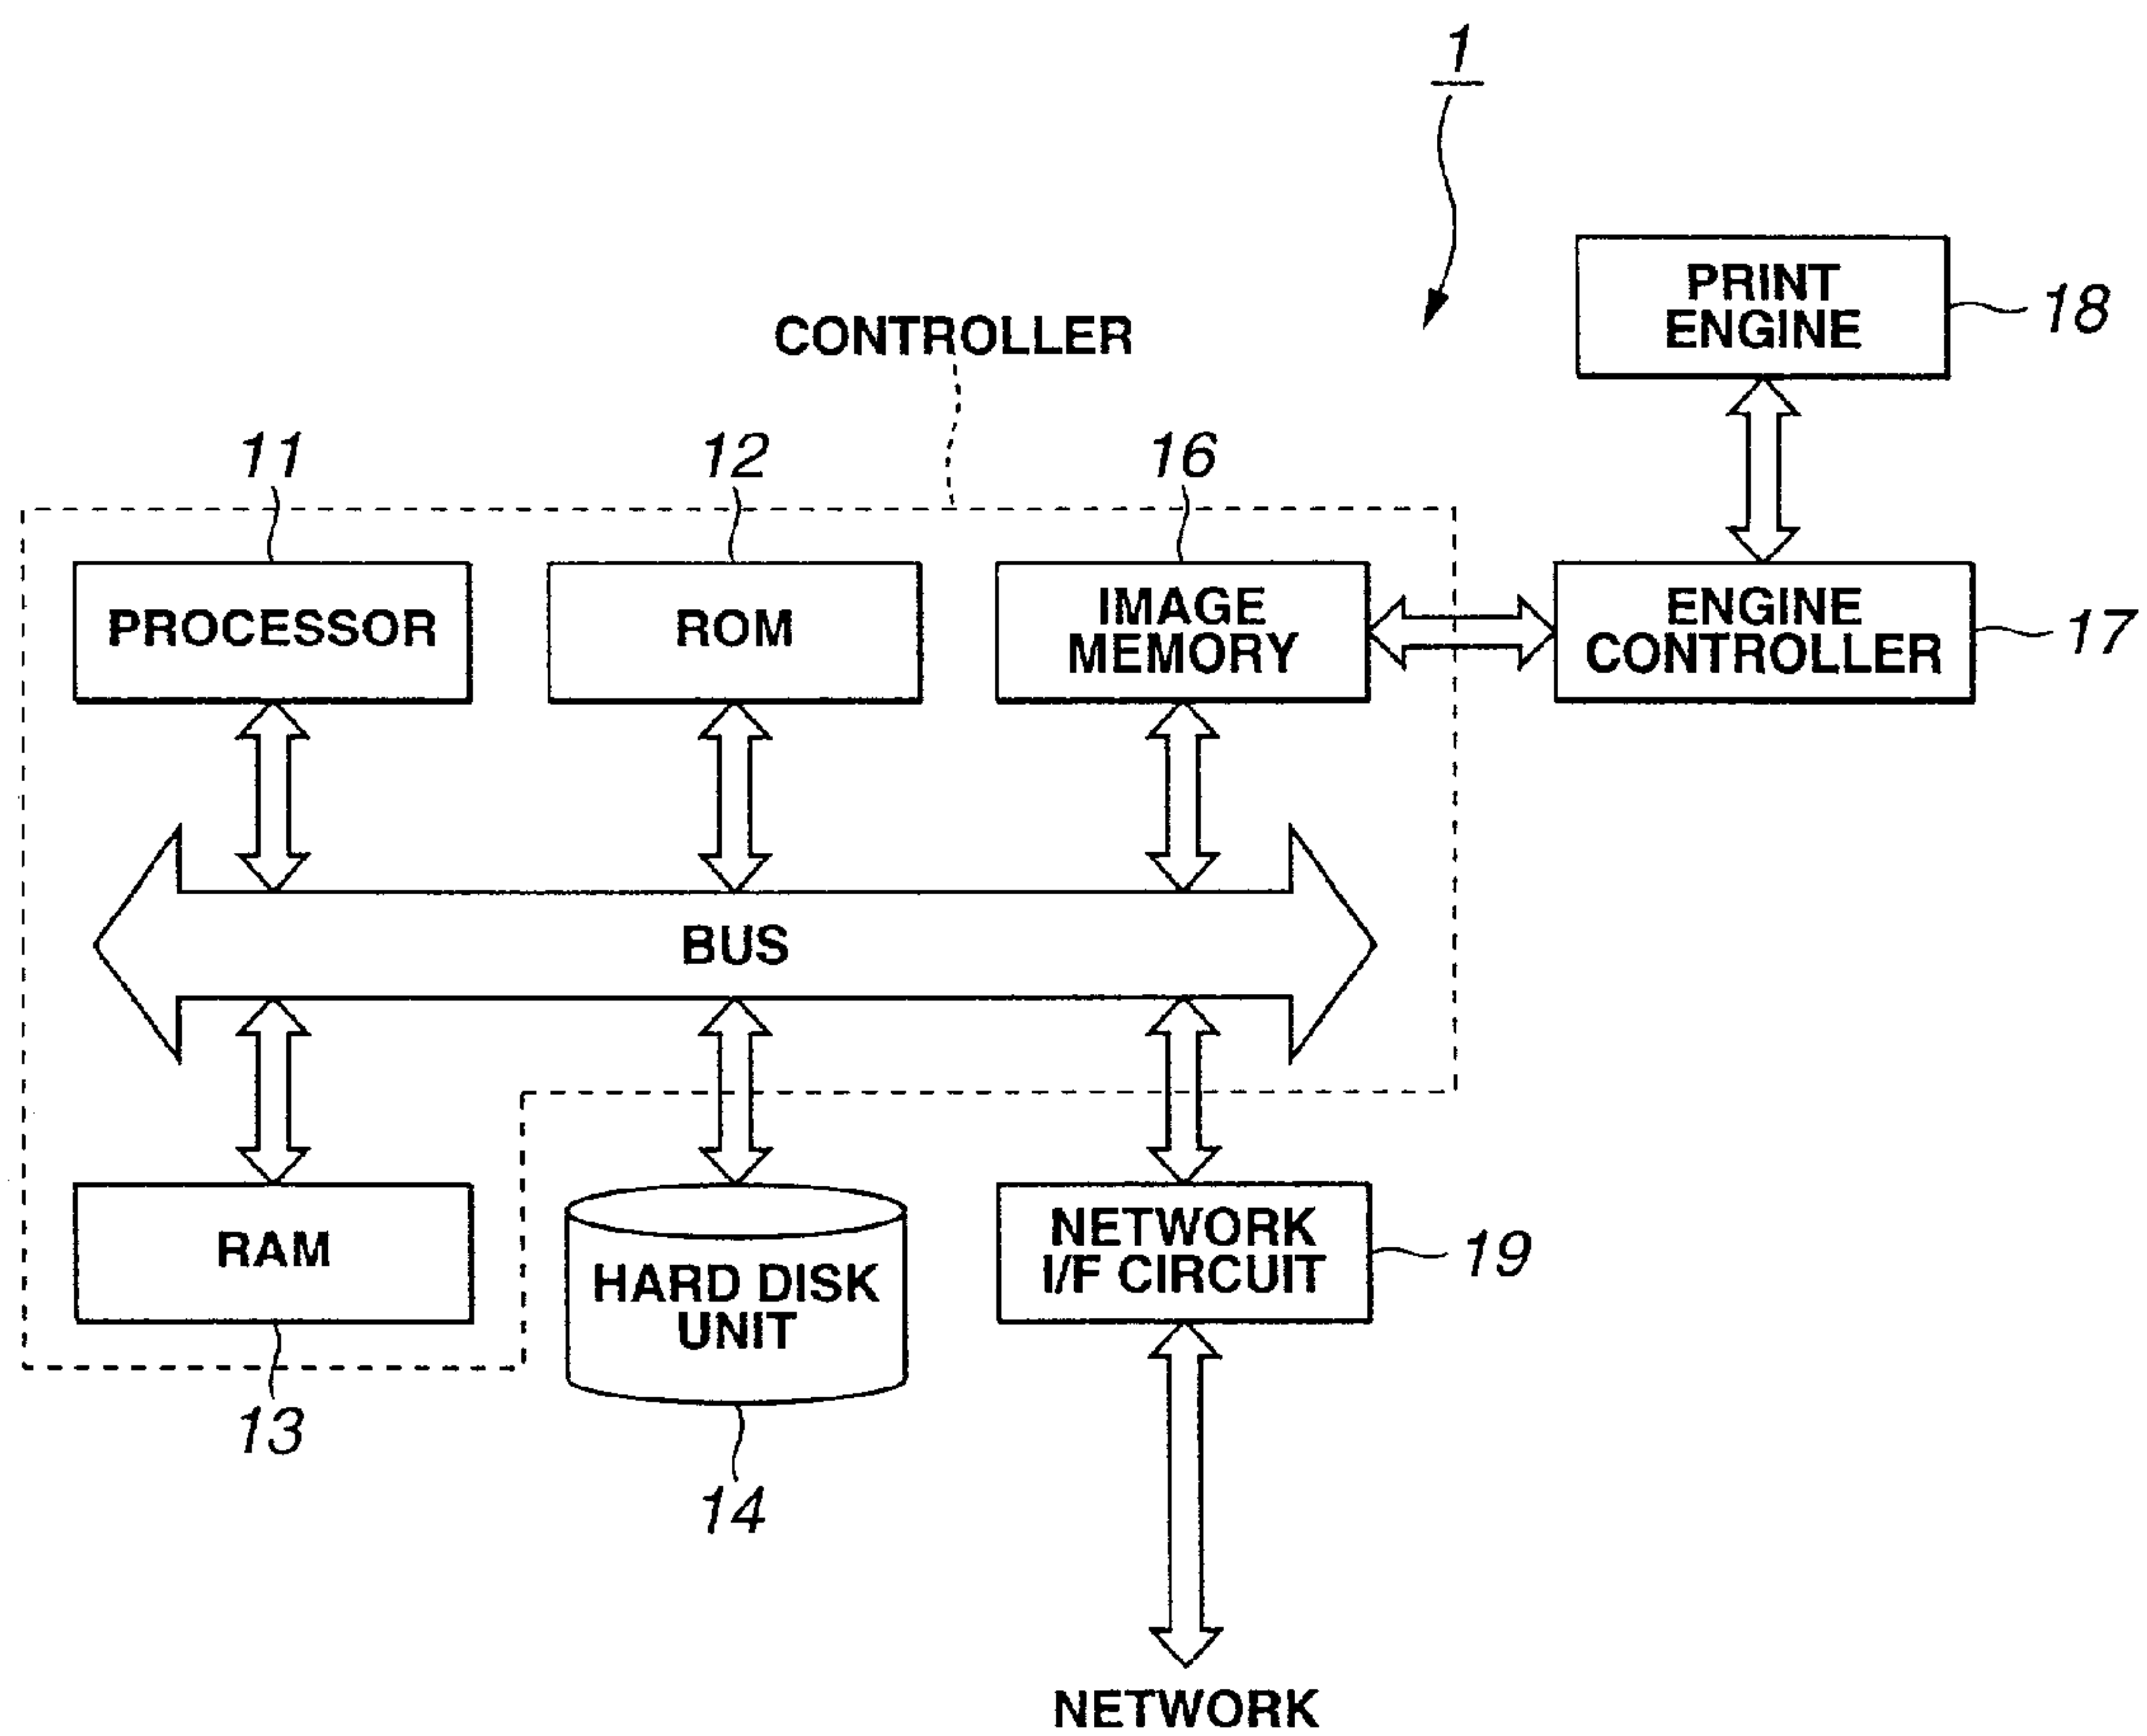 1
PRINT
ENGINE
18
CONTROLLER
11
12
16
PROCESSOR
ROM
IMAGE
MEMORY
ENGINE
CONTROLLER
17
BUS
RAM
HARD DISK
UNIT
NETWORK
I/F CIRCUIT
19
13
14
NETWORK